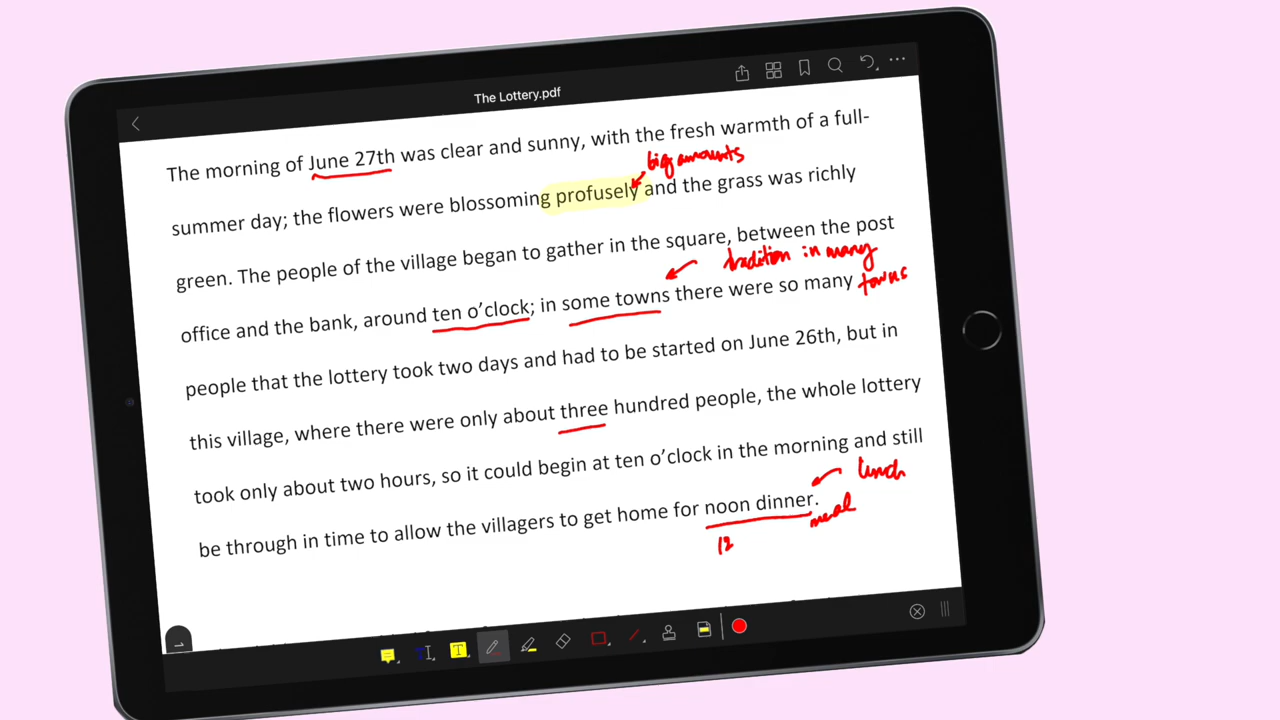 The Lottery.pdf
The morning of June 27th was clear and sunny, with the fresh warmth of a full-
big amounts
summer day; the flowers were blossoming profusely and the grass was richly
green. The people of the village began to gather in the square, between the post
tradition in many
towns
office and the bank, around ten o’clock; in some towns there were so many
people that the lottery took two days and had to be started on June 26th, but in
this village, where there were only about three hundred people, the whole lottery
took only about two hours, so it could begin at ten o’clock in the morning and still
lunch
be through in time to allow the villagers to get home for noon dinner.
meal
12
1
T